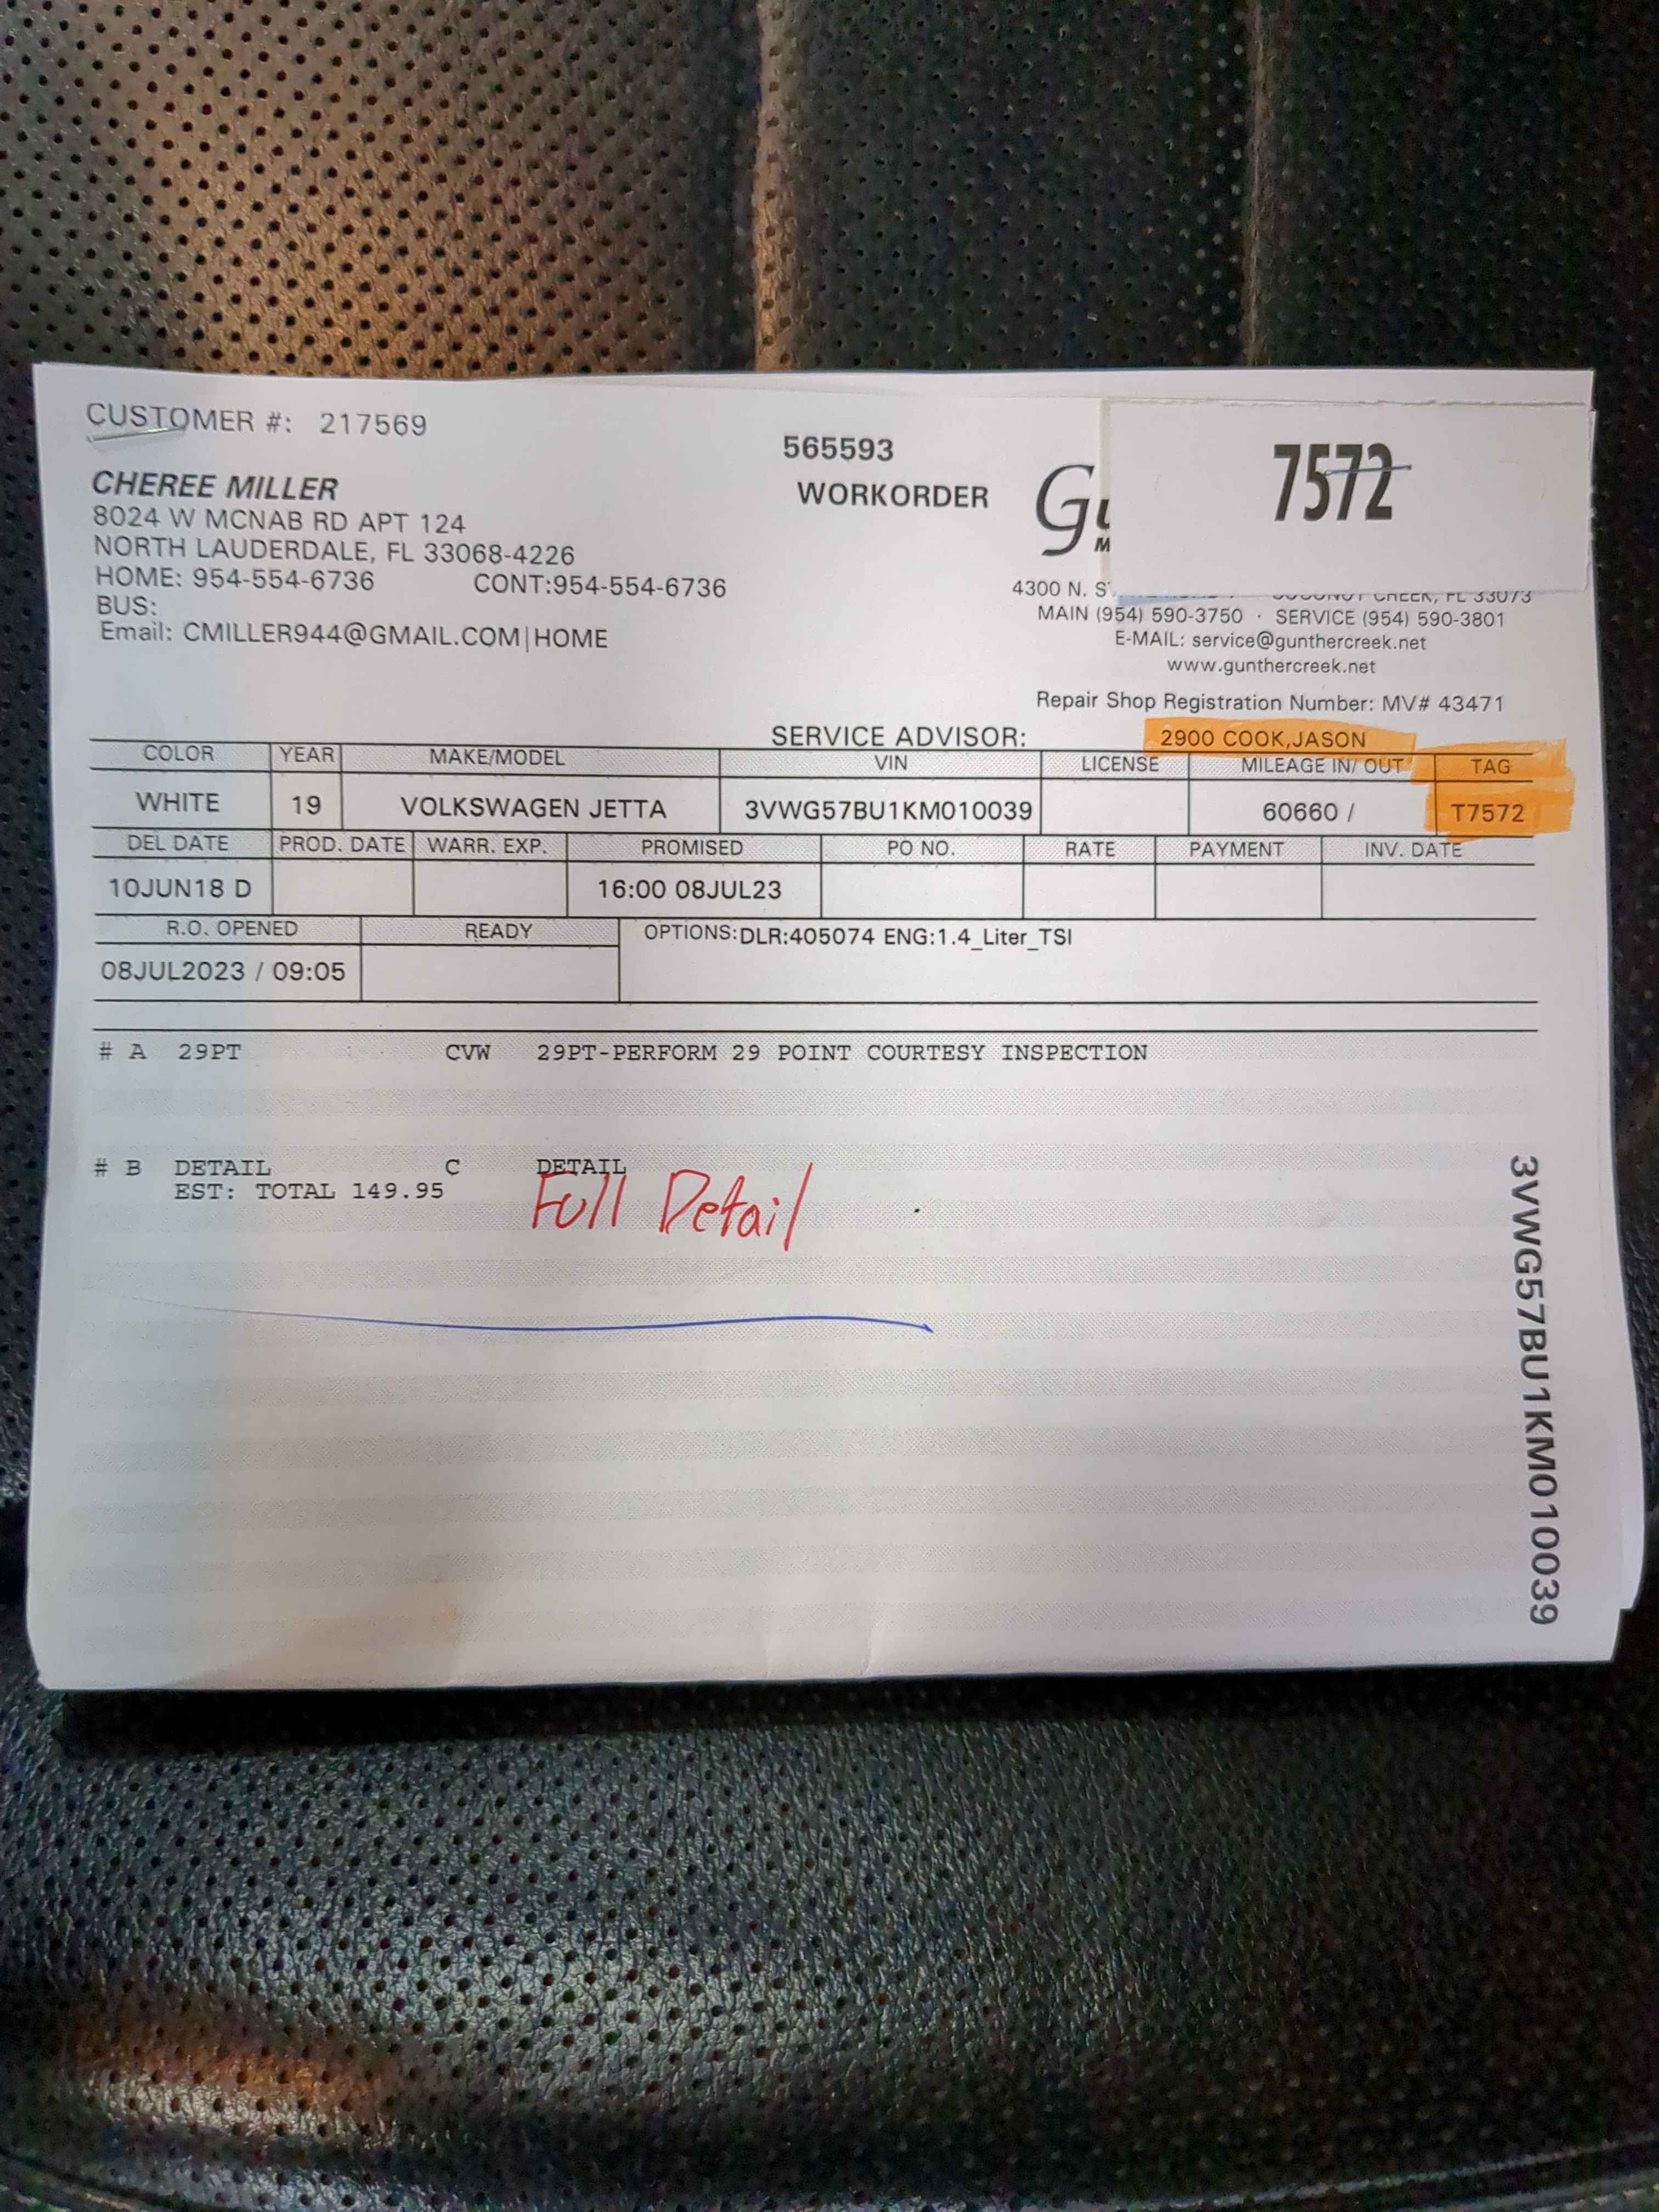 CUSTOMER #: 217569
7572
565593
WORKORDER
CHEREE MILLER
8024 W MCNAB RD APT 124
NORTH LAUDERDALE, FL 33068-4226
HOME: 954-554-6736 CONT:954-554-6736
BUS:
Email: CMILLER944@GMAIL.COM|HOME
4300 N. COCONUT CREEK, FL 33073
MAIN (954) 590-3750 · SERVICE (954) 590-3801
E-MAIL: service@gunthercreek.net
www.gunthercreek.net
Repair Shop Registration Number: MV# 43471
SERVICE ADVISOR: 2900 COOK,JASON
COLOR YEAR MAKE/MODEL VIN LICENSE MILEAGE IN/ OUT TAG
WHITE 19 VOLKSWAGEN JETTA 3VWG57BU1KM010039 60660 / T7572
DEL DATE PROD. DATE WARR. EXP. PROMISED PO NO. RATE PAYMENT INV. DATE
10JUN18 D 16:00 08JUL23
R.O. OPENED READY OPTIONS:DLR:405074 ENG:1.4_Liter_TSI
08JUL2023 / 09:05
# A 29PT CVW 29PT-PERFORM 29 POINT COURTESY INSPECTION
# B DETAIL C DETAIL
EST: TOTAL 149.95
Full Detail
3VWG57BU1KM010039